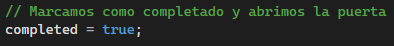 // Marcamos como completado y abrimos la puerta
completed = true;